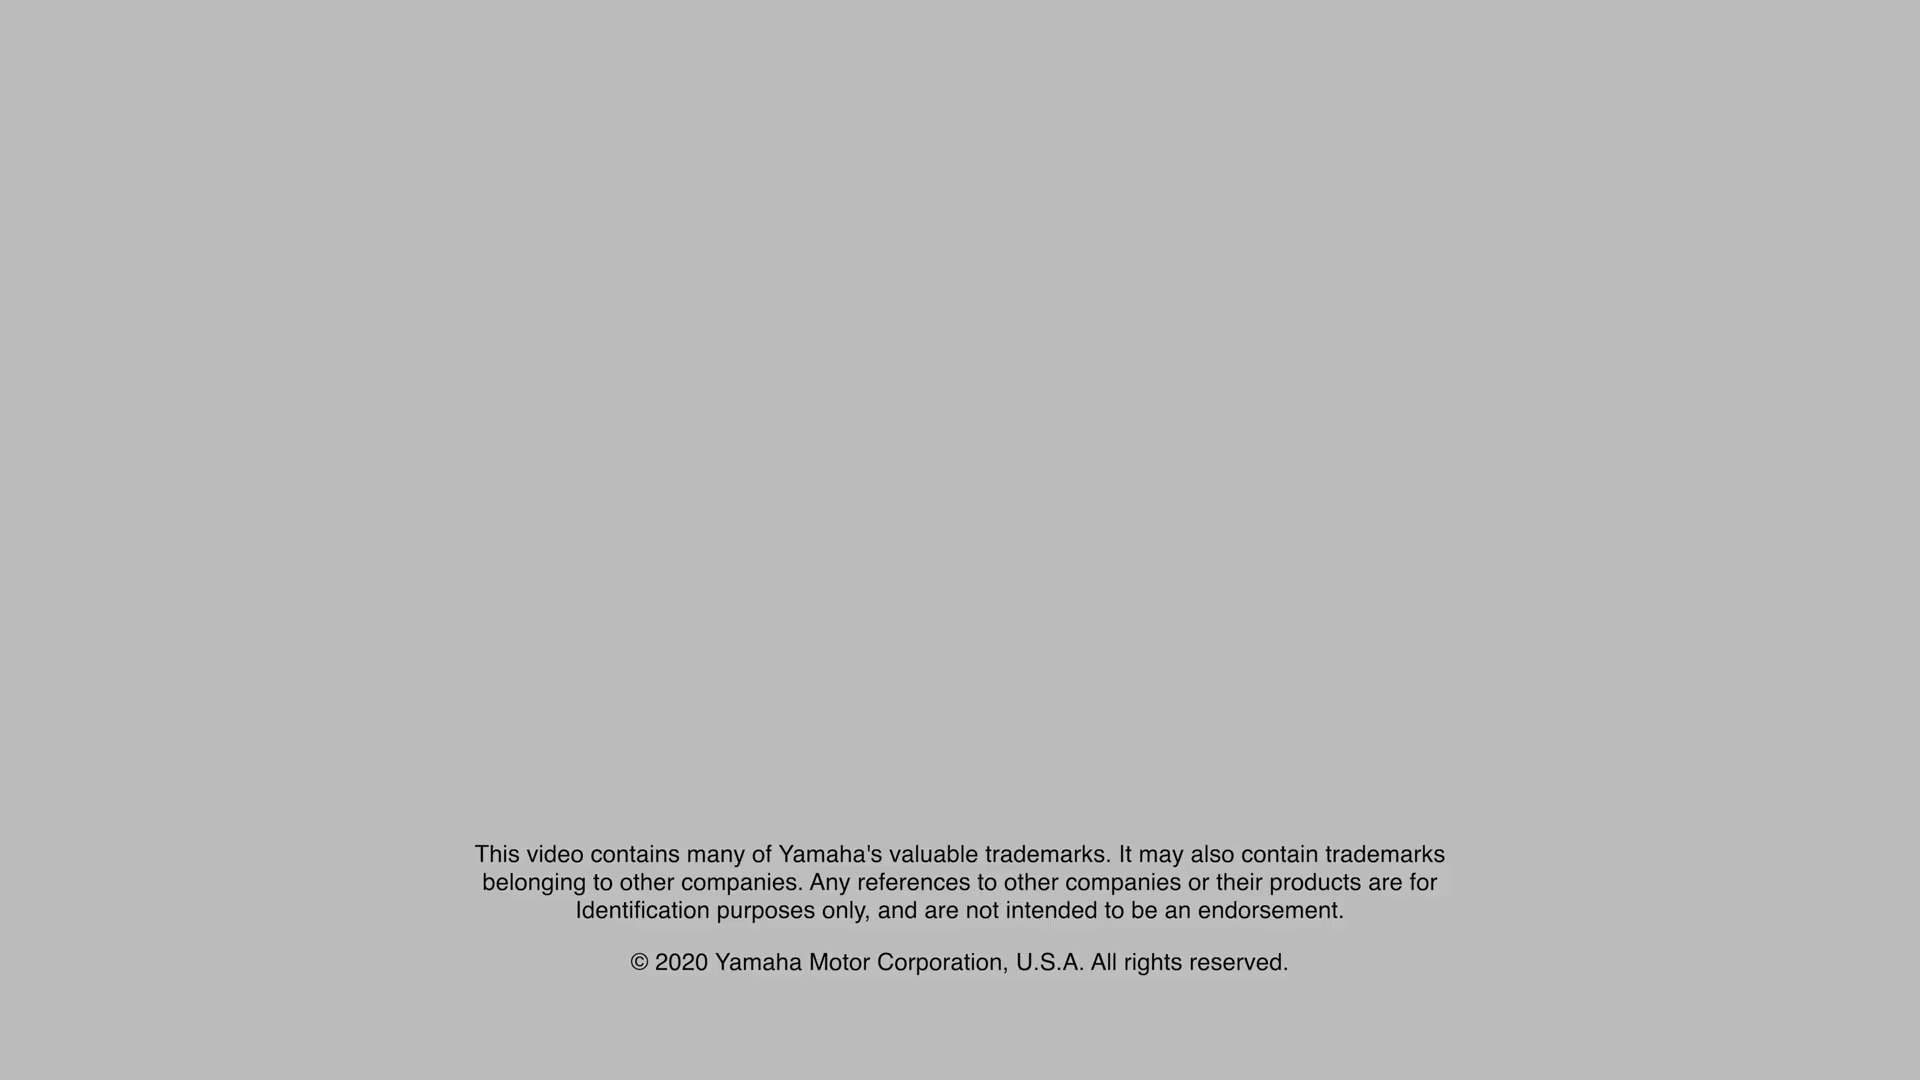 This video contains many of Yamaha's valuable trademarks. It may also contain trademarks
belonging to other companies. Any references to other companies or their products are for
Identification purposes only, and are not intended to be an endorsement.
© 2020 Yamaha Motor Corporation, U.S.A. All rights reserved.